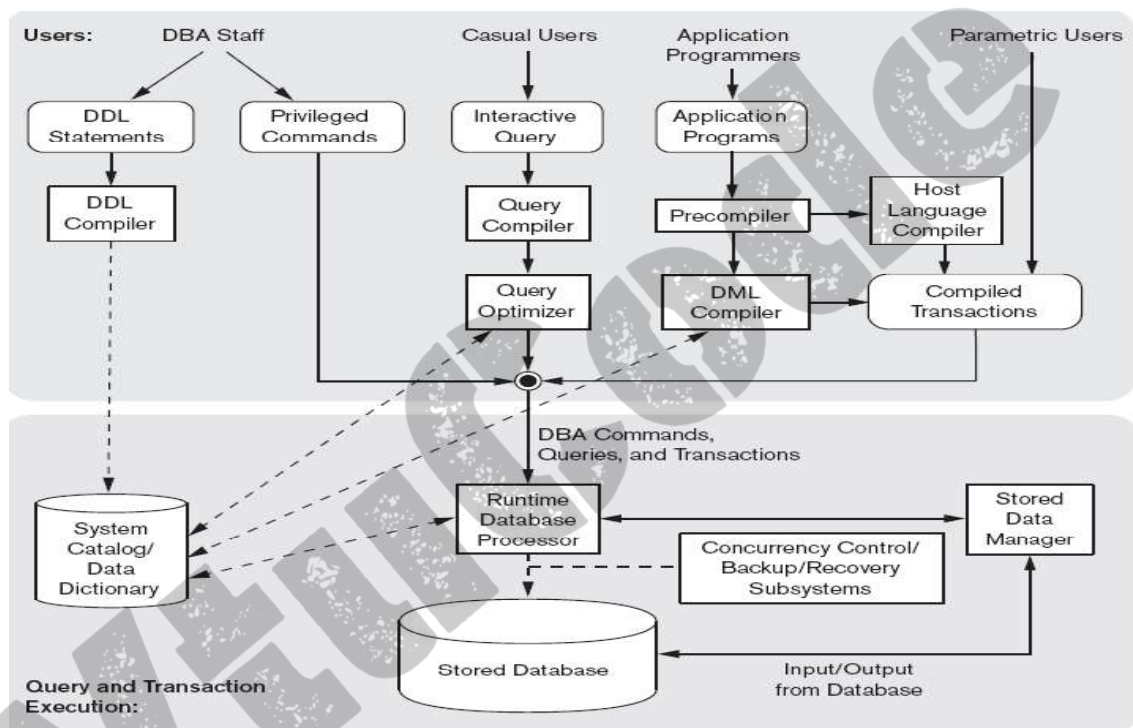 Users:
DBA Staff
Casual Users
Application
Programmers
Parametric Users
DDL
Statements
Privileged
Commands
Interactive
Query
Application
Programs
DDL
Compiler
Query
Compiler
Precompiler
Host
Language
Compiler
Query
Optimizer
DML
Compiler
Compiled
Transactions
DBA Commands,
Queries, and Transactions
System
Catalog/
Data
Dictionary
Runtime
Database
Processor
Stored
Data
Manager
Concurrency Control/
Backup/Recovery
Subsystems
Stored Database
Input/Output
from Database
Query and Transaction
Execution:
VtuCode